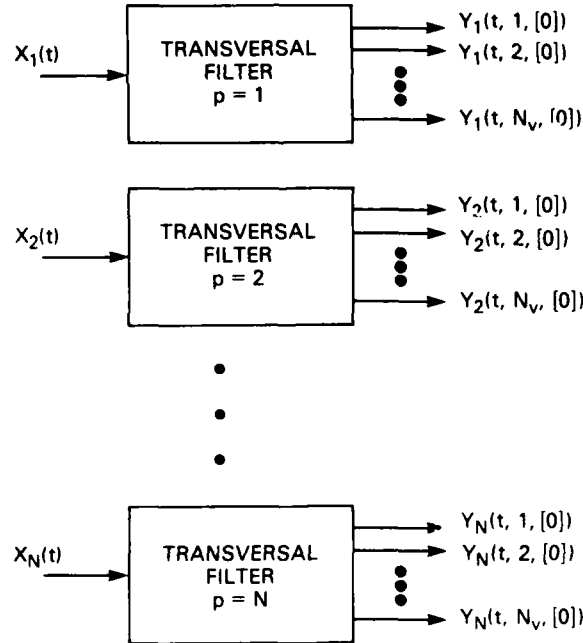 X1(t)
TRANSVERSAL
FILTER
p = 1
Y1(t, 1, [0])
Y1(t, 2, [0])
Y1(t, Nv, [0])
X2(t)
TRANSVERSAL
FILTER
p = 2
Y2(t, 1, [0])
Y2(t, 2, [0])
Y2(t, Nv, [0])
XN(t)
TRANSVERSAL
FILTER
p = N
YN(t, 1, [0])
YN(t, 2, [0])
YN(t, Nv, [0])